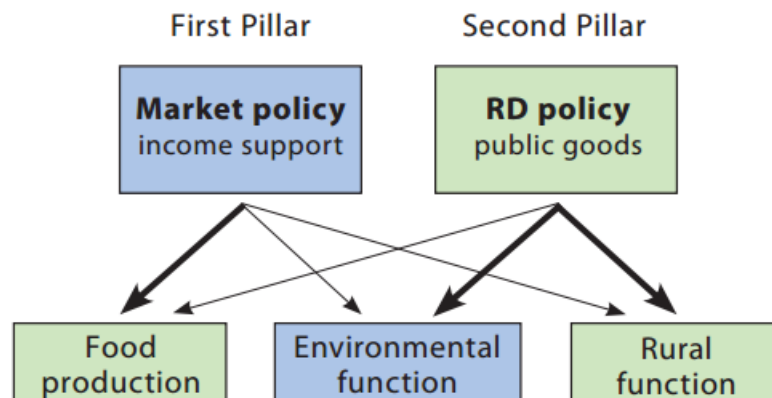 First Pillar
Second Pillar
Market policy
income support
RD policy
public goods
Food
production
Environmental
function
Rural
function